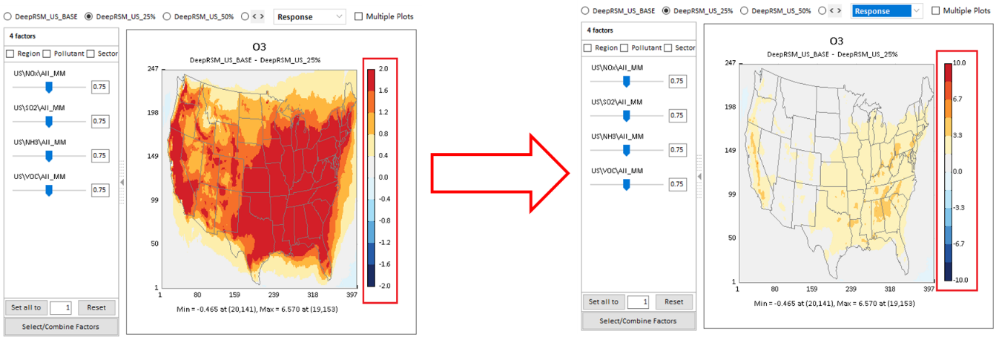 DeepRSM_US_BASE DeepRSM_US_25% DeepRSM_US_50% < > Response Multiple Plots
4 factors
Region Pollutant Sector
US\NOx\All_MM
0.75
US\SO2\All_MM
0.75
US\NH3\All_MM
0.75
US\VOC\All_MM
0.75
Set all to 1 Reset
Select/Combine Factors
O3
DeepRSM_US_BASE - DeepRSM_US_25%
247
198
149
99
50
1
1 80 159 239 318 397
2.0
1.6
1.2
0.8
0.4
0.0
-0.4
-0.8
-1.2
-1.6
-2.0
Min = -0.465 at (20,141), Max = 6.570 at (19,153)
DeepRSM_US_BASE DeepRSM_US_25% DeepRSM_US_50% < > Response Multiple Plots
4 factors
Region Pollutant Sector
US\NOx\All_MM
0.75
US\SO2\All_MM
0.75
US\NH3\All_MM
0.75
US\VOC\All_MM
0.75
Set all to 1 Reset
Select/Combine Factors
O3
DeepRSM_US_BASE - DeepRSM_US_25%
247
198
149
99
50
1
1 80 159 239 318 397
10.0
6.7
3.3
0.0
-3.3
-6.7
-10.0
Min = -0.465 at (20,141), Max = 6.570 at (19,153)